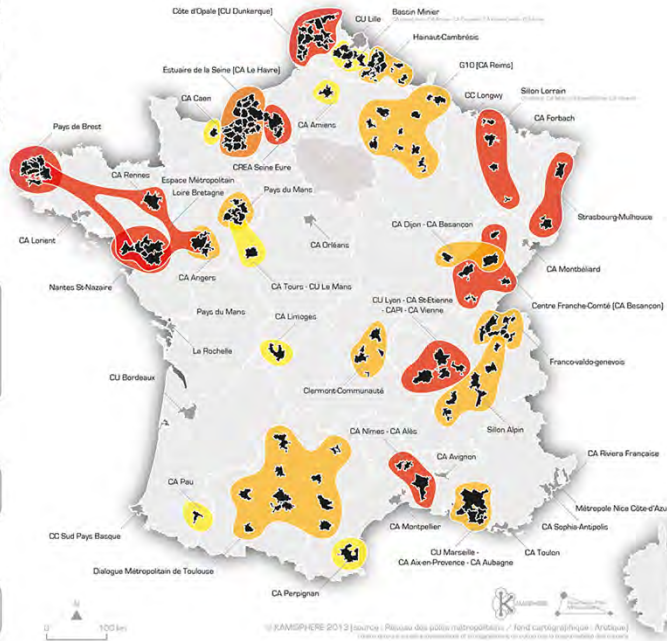 Côte d'Opale [CU Dunkerque]
CU Lille
Bassin Minier
Hainaut-Cambrésis
Estuaire de la Seine [CA Le Havre]
G10 [CA Reims]
CA Caen
CC Longwy
Sillon Lorrain
CA Forbach
Pays de Brest
CA Amiens
CREA Seine Eure
CA Rennes
Espace Métropolitain
Loire Bretagne
Pays du Mans
Strasbourg-Mulhouse
CA Lorient
CA Orléans
CA Dijon - CA Besançon
CA Angers
CA Montbéliard
Nantes St-Nazaire
CA Tours - CU Le Mans
Centre Franche-Comté [CA Besançon]
Pays du Mans
CA Limoges
CU Lyon - CA St-Etienne
- CAPI - CA Vienne
La Rochelle
Franco-valdo-genevois
CU Bordeaux
Clermont-Communauté
Sillon Alpin
CA Nîmes - CA Alès
CA Avignon
CA Riviera Française
CA Pau
Métropole Nice Côte-d'Azu
CA Sophia-Antipolis
CC Sud Pays Basque
CA Montpellier
CA Toulon
CU Marseille -
CA Aix-en-Provence - CA Aubagne
Dialogue Métropolitain de Toulouse
CA Perpignan
N
0 100 km
K
KAMISPHERE
© KAMISPHERE 2013 [source : Réseau des pôles métropolitains / fond cartographique : Artique]